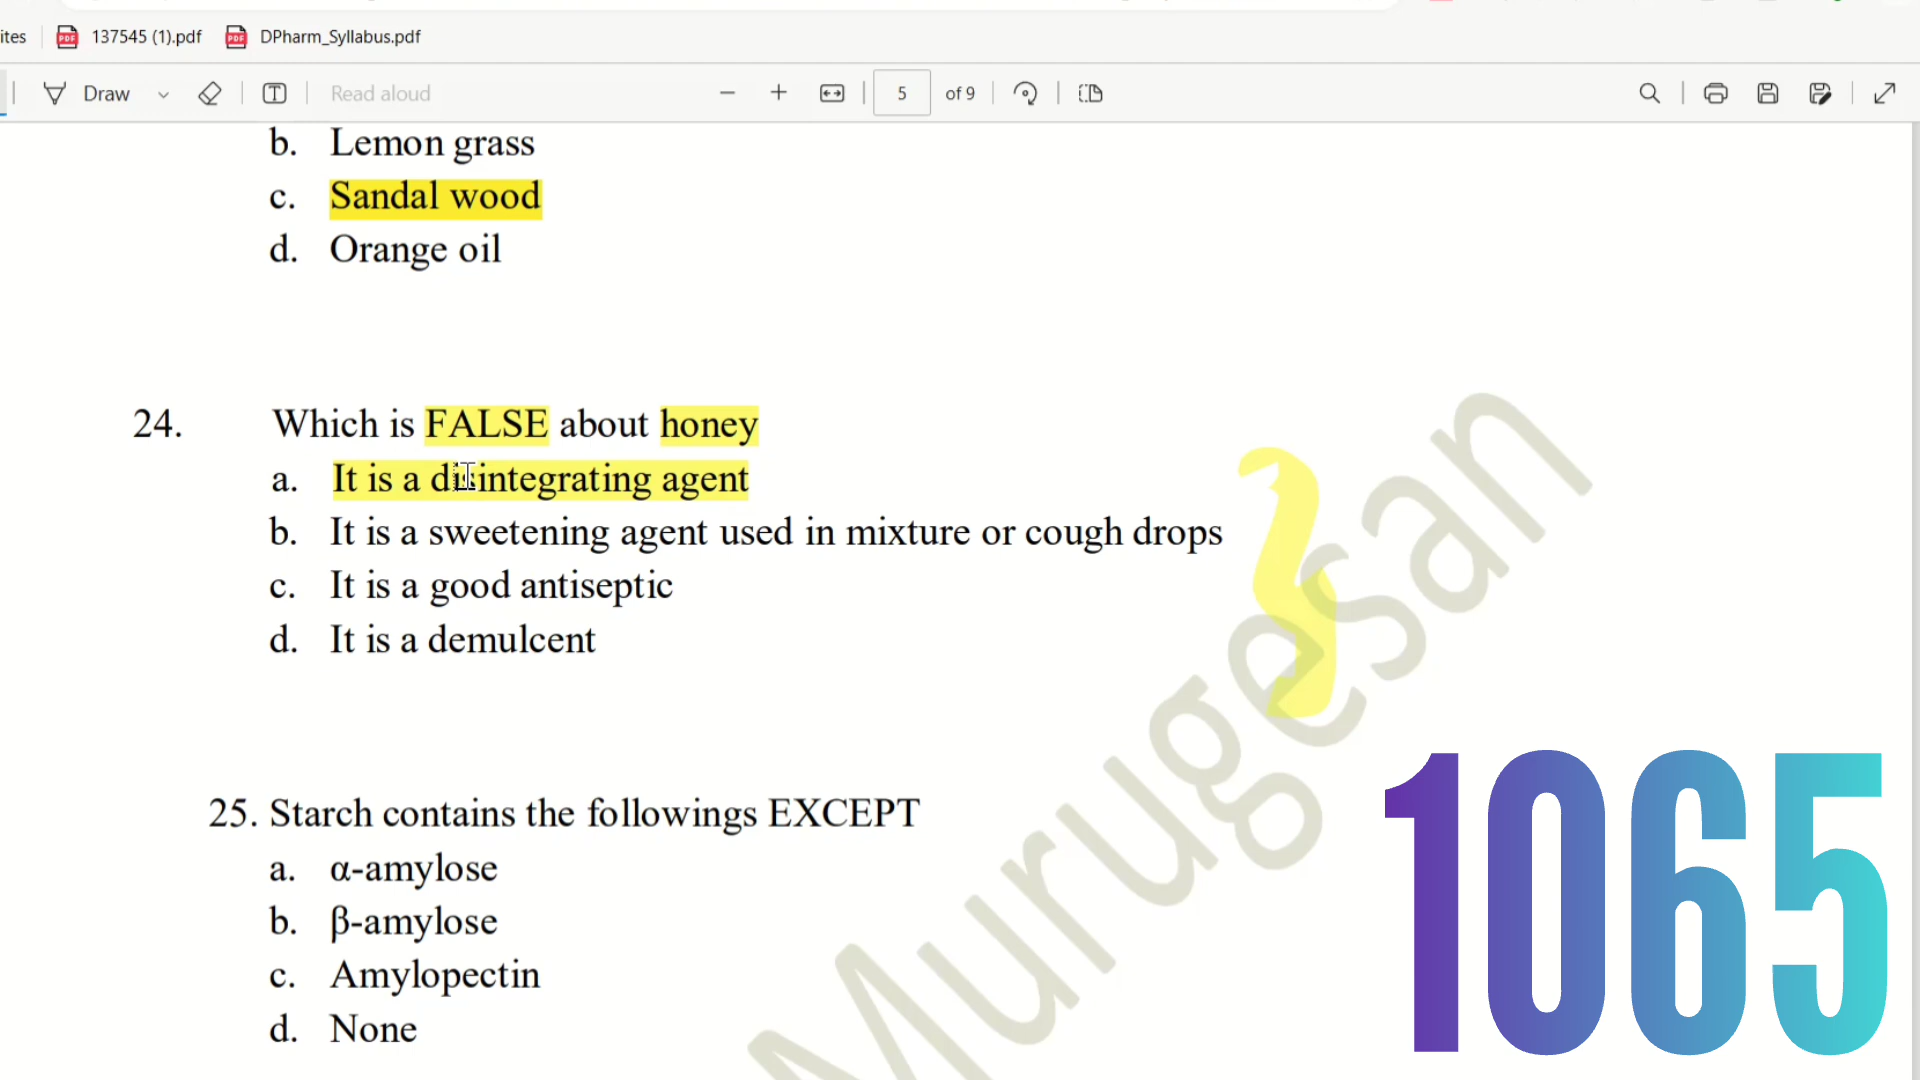 ites
137545 (1).pdf
DPharm_Syllabus.pdf
Draw
Read aloud
5 of 9
b. Lemon grass
c. Sandal wood
d. Orange oil
24. Which is FALSE about honey
a. It is a disintegrating agent
b. It is a sweetening agent used in mixture or cough drops
c. It is a good antiseptic
d. It is a demulcent
25. Starch contains the followings EXCEPT
a. α-amylose
b. β-amylose
c. Amylopectin
d. None
Murugesan
1065